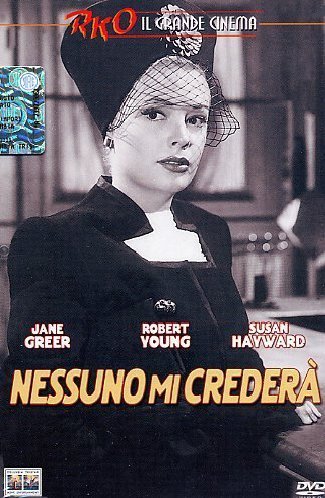 RKO IL GRANDE CINEMA
JANE GREER
ROBERT YOUNG
SUSAN HAYWARD
NESSUNO MI CREDERÀ
DVD